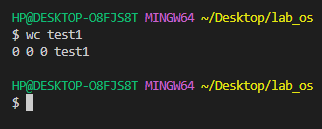 HP@DESKTOP-O8FJS8T MINGW64 ~/Desktop/lab_os
$ wc test1
0 0 0 test1
HP@DESKTOP-O8FJS8T MINGW64 ~/Desktop/lab_os
$